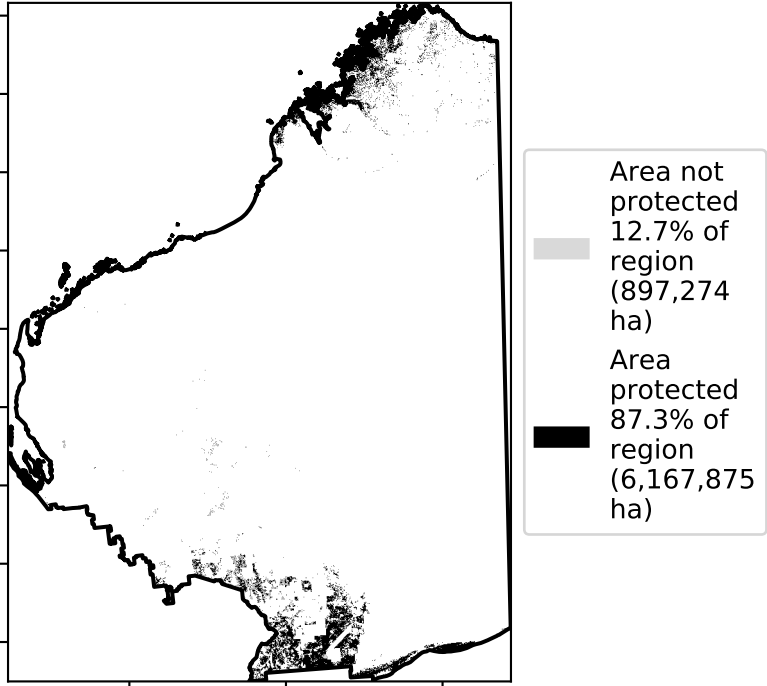 Area not
protected
12.7% of
region
(897,274
ha)
Area
protected
87.3% of
region
(6,167,875
ha)